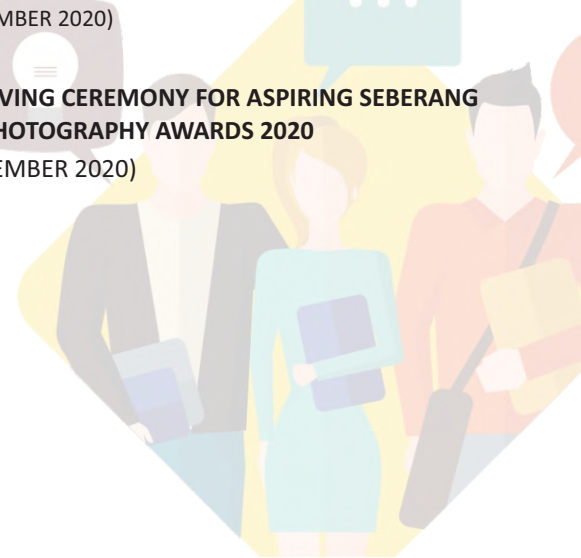 MBER 2020)
VING CEREMONY FOR ASPIRING SEBERANG
HOTOGRAPHY AWARDS 2020
EMBER 2020)